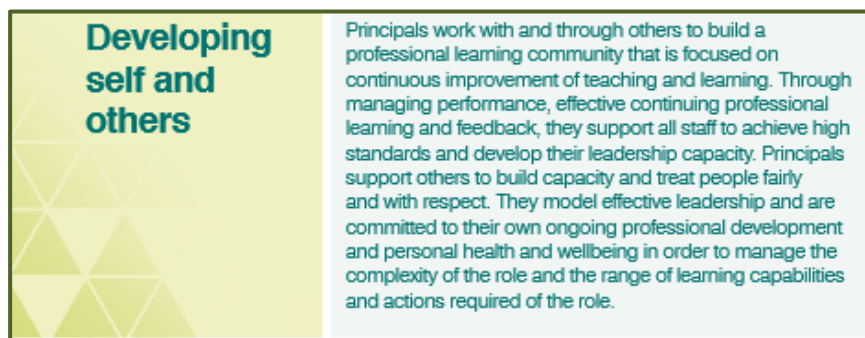 Developing
self and
others
Principals work with and through others to build a
professional learning community that is focused on
continuous improvement of teaching and learning. Through
managing performance, effective continuing professional
learning and feedback, they support all staff to achieve high
standards and develop their leadership capacity. Principals
support others to build capacity and treat people fairly
and with respect. They model effective leadership and are
committed to their own ongoing professional development
and personal health and wellbeing in order to manage the
complexity of the role and the range of learning capabilities
and actions required of the role.